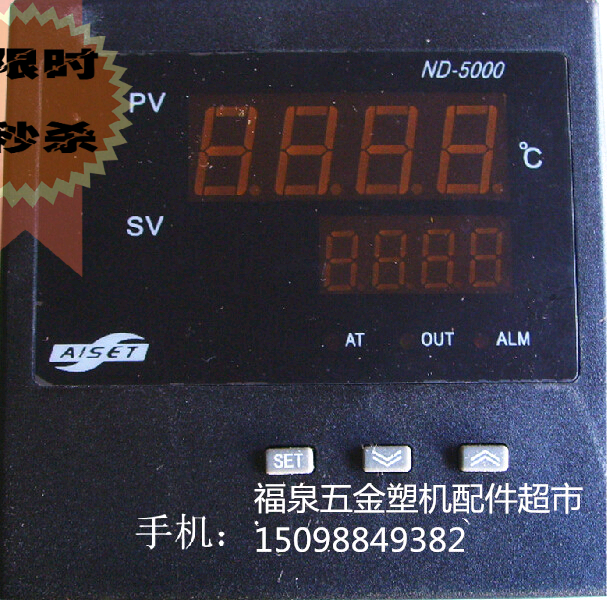 限时
秒杀
ND-5000
PV
℃
SV
AT OUT ALM
AISET
SET
福泉五金塑机配件超市
手机：15098849382